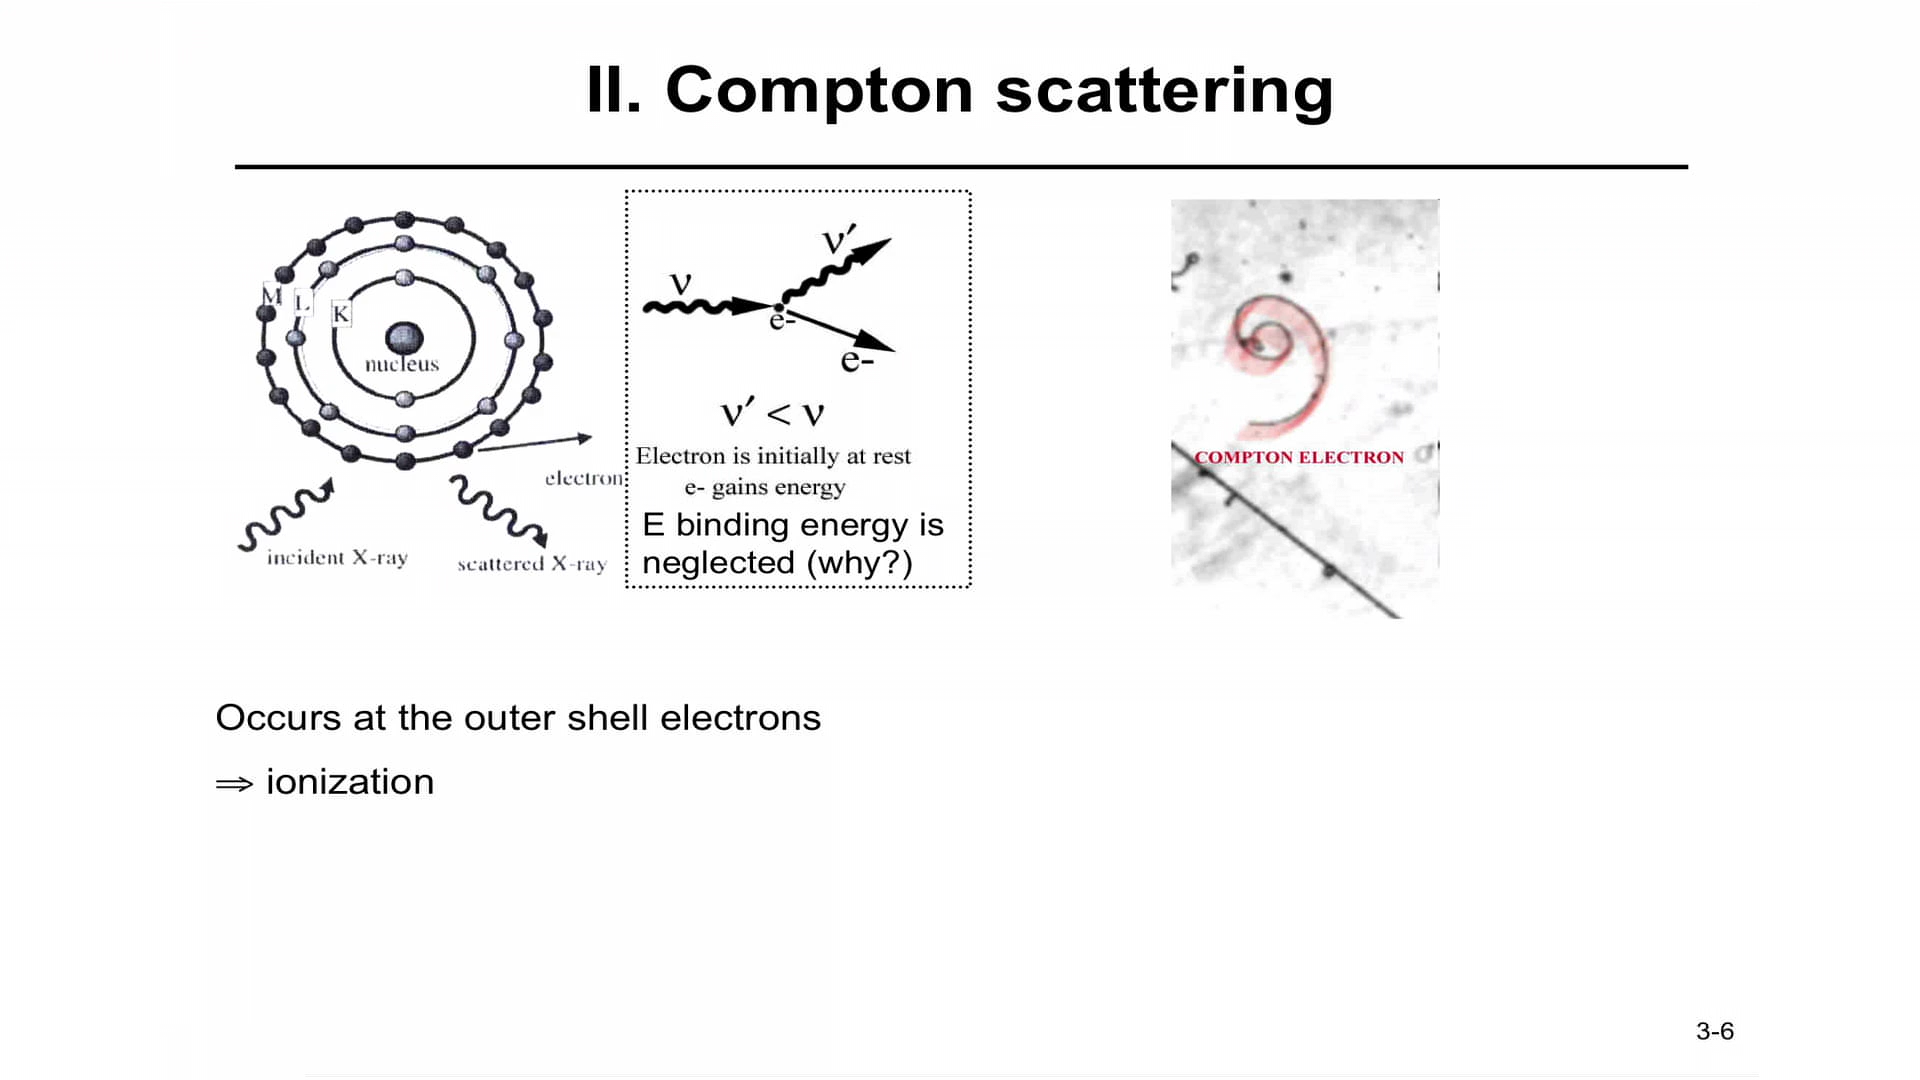 II. Compton scattering
M
L
K
nucleus
electron
incident X-ray
scattered X-ray
ν
ν′
e-
e-
ν′ < ν
Electron is initially at rest
e- gains energy
E binding energy is
neglected (why?)
COMPTON ELECTRON
Occurs at the outer shell electrons
⇒ ionization
3-6